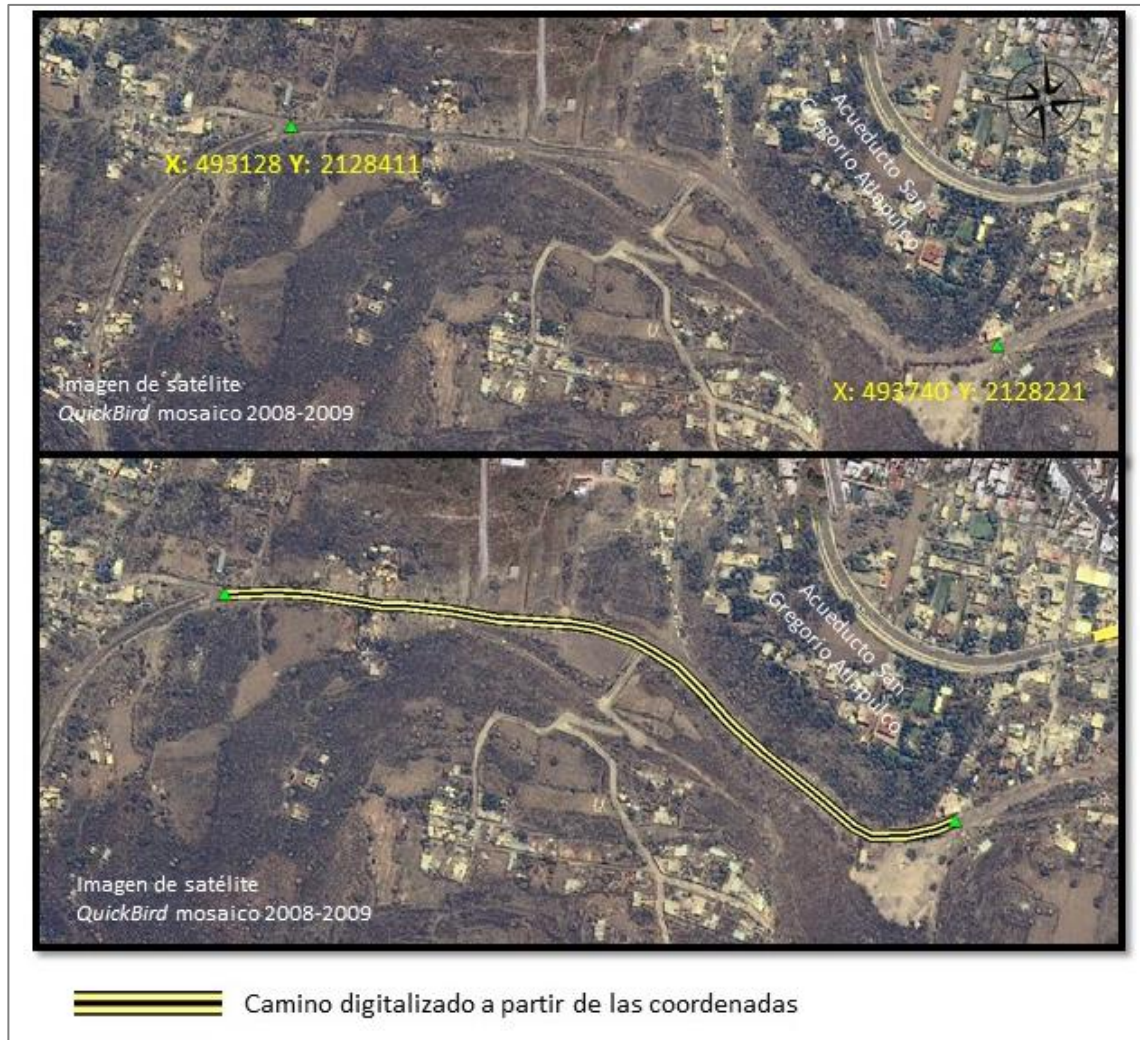 Acueducto San
Gregorio Atlapulco
X: 493128 Y: 2128411
Imagen de satélite
QuickBird mosaico 2008-2009
X: 493740 Y: 2128221
Acueducto San
Gregorio Atlapulco
Imagen de satélite
QuickBird mosaico 2008-2009
Camino digitalizado a partir de las coordenadas